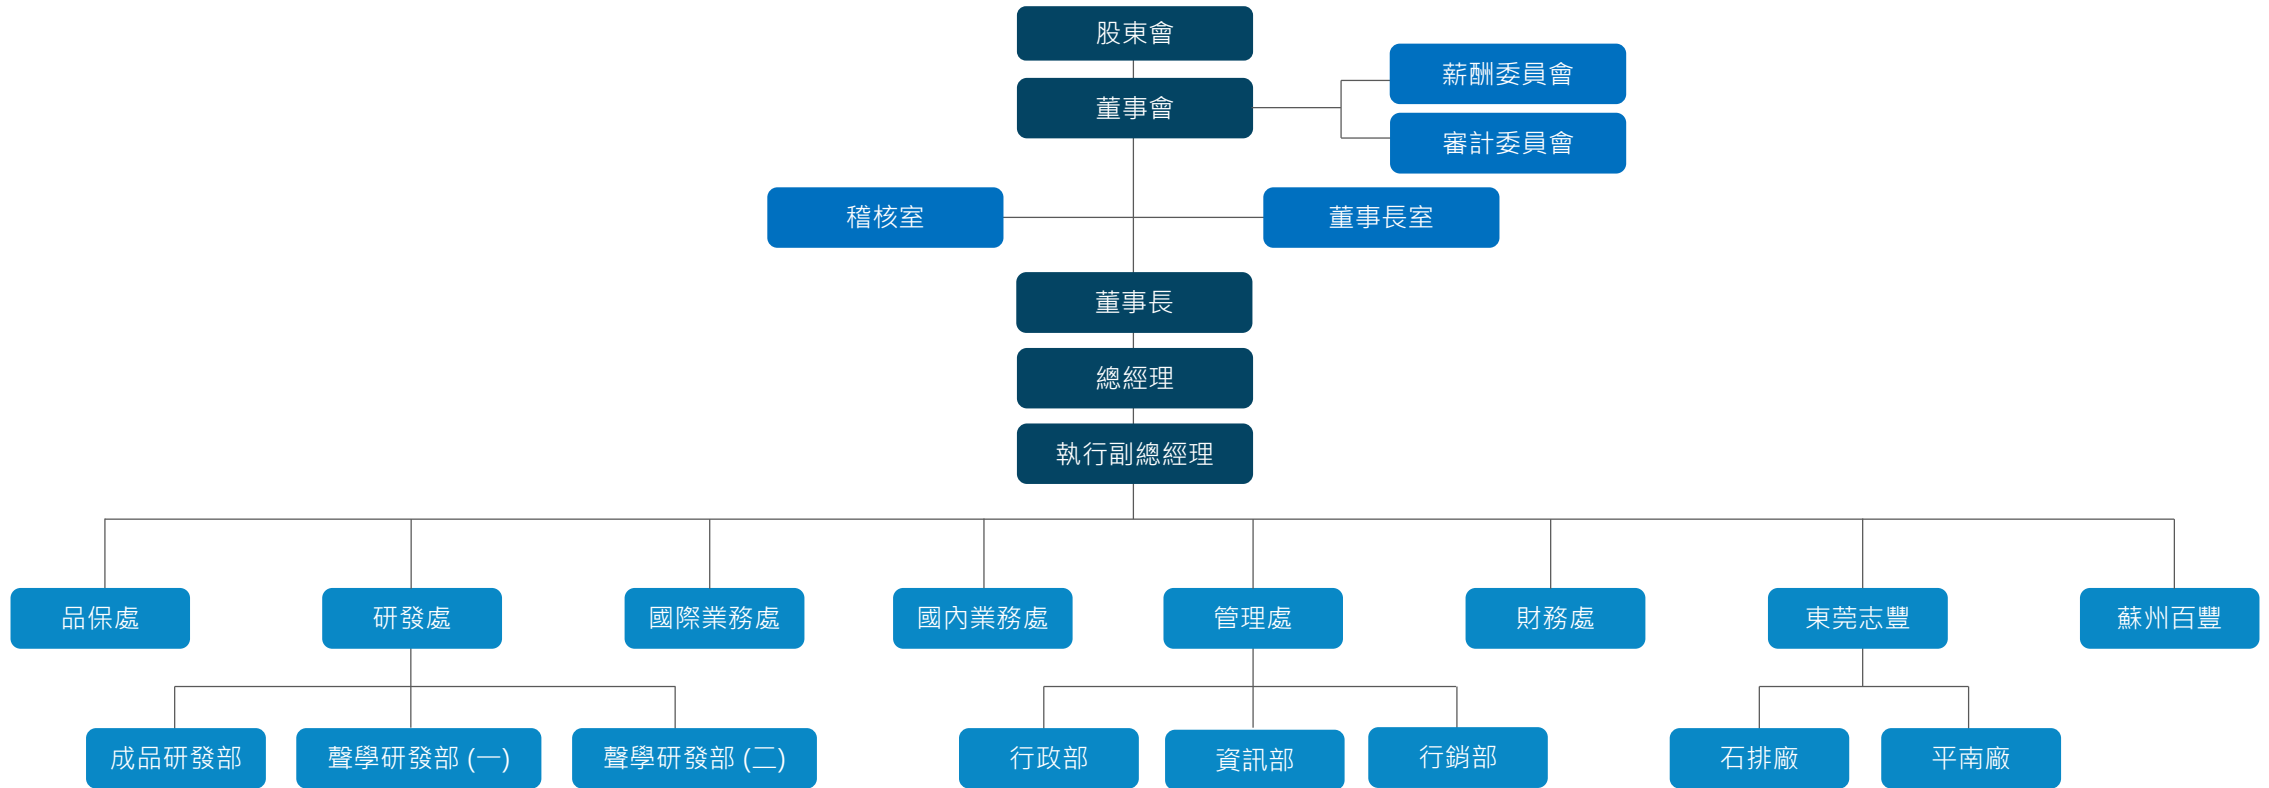 股東會
董事會
薪酬委員會
審計委員會
稽核室
董事長室
董事長
總經理
執行副總經理
品保處
研發處
國際業務處
國內業務處
管理處
財務處
東莞志豐
蘇州百豐
成品研發部
聲學研發部 (一)
聲學研發部 (二)
行政部
資訊部
行銷部
石排廠
平南廠